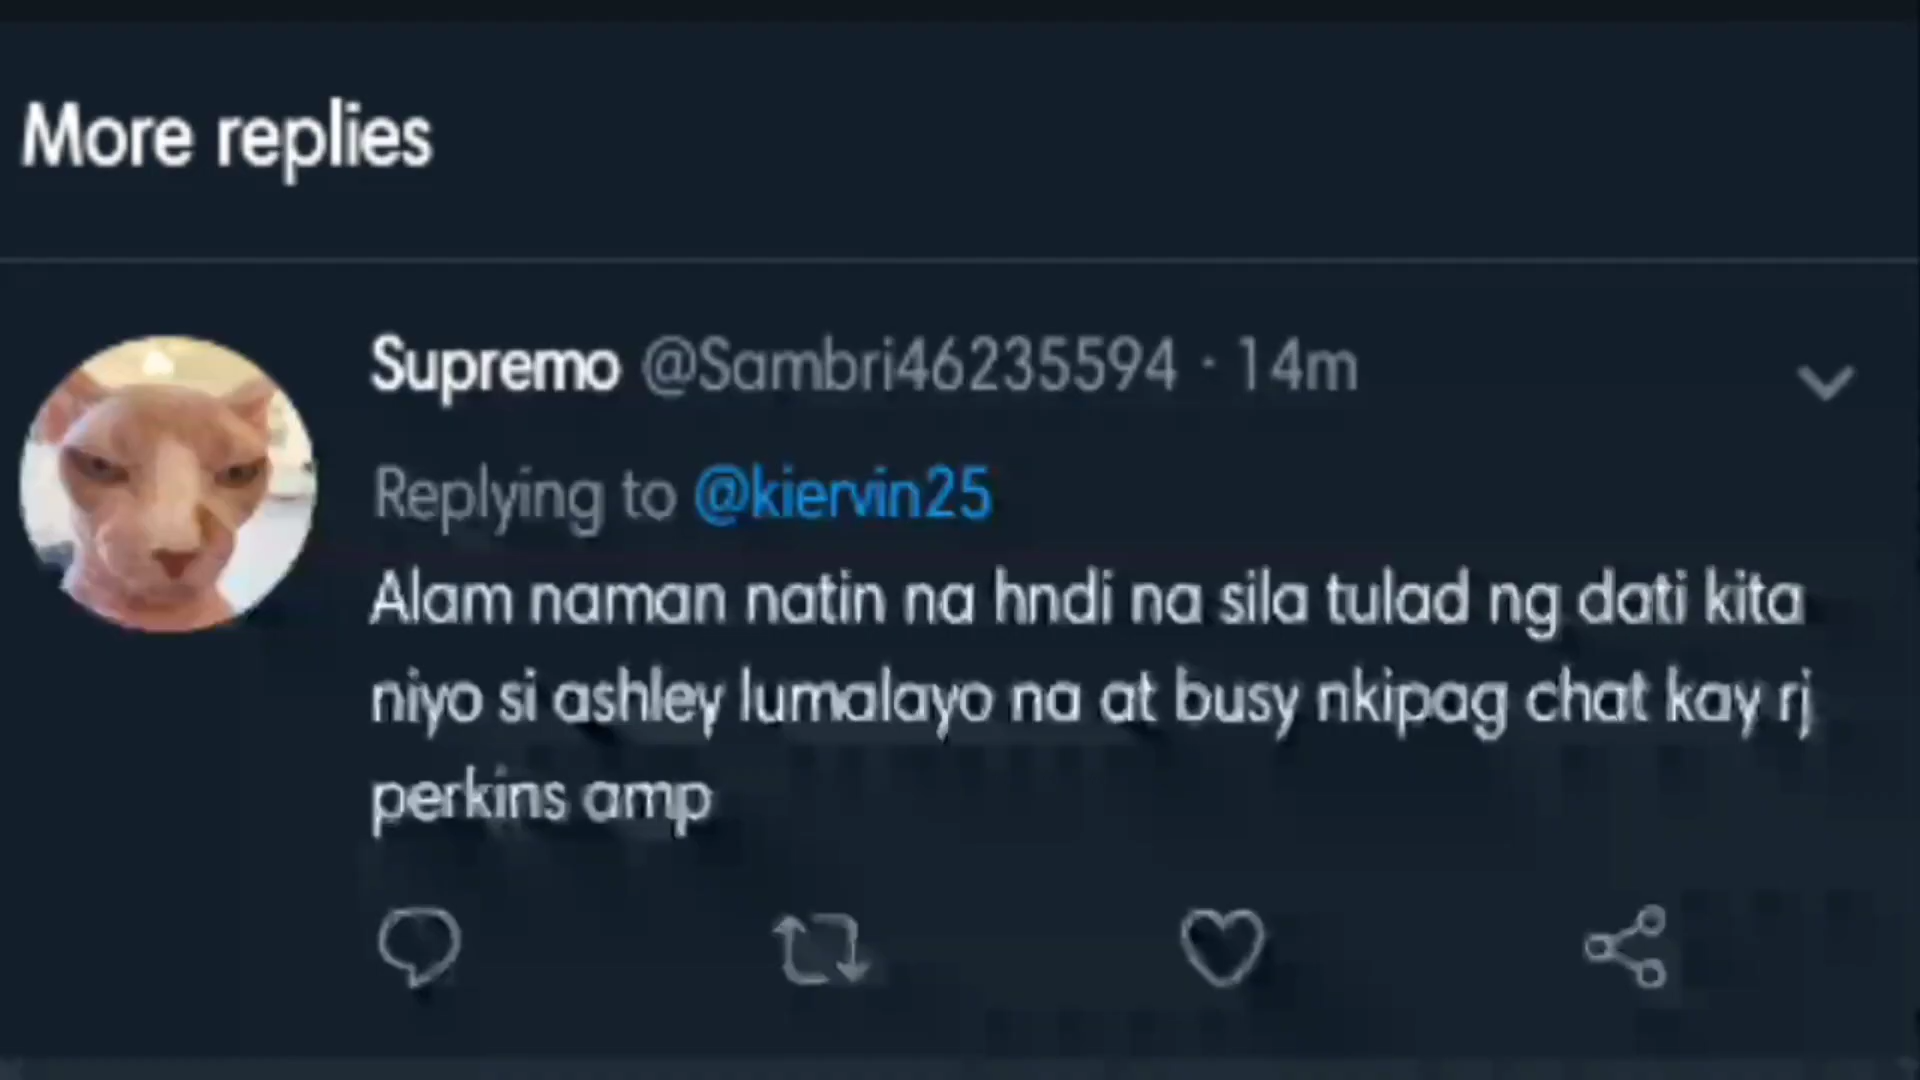 More replies
Supremo @Sambri46235594 · 14m
Replying to @kiervin25
Alam naman natin na hndi na sila tulad ng dati kita
niyo si ashley lumalayo na at busy nkipag chat kay rj
perkins amp